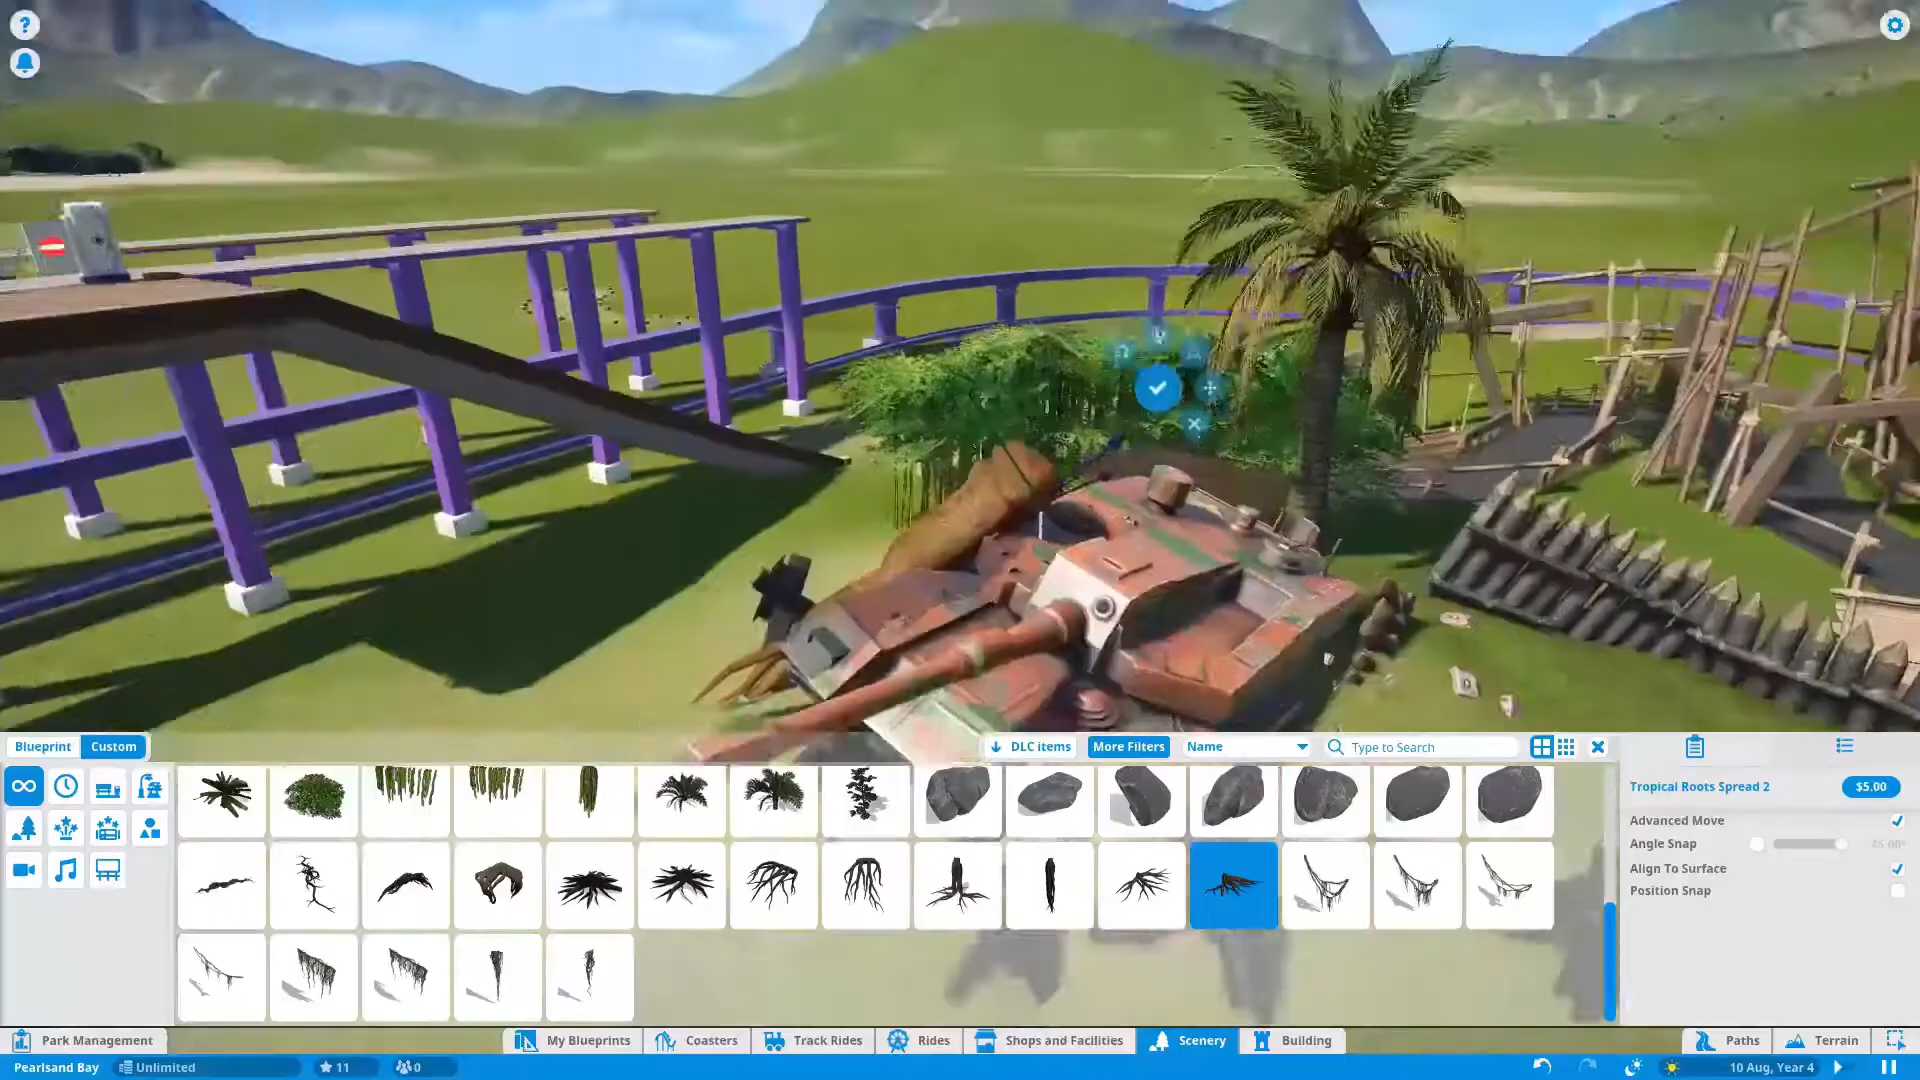 ?
Blueprint
Custom
DLC items
More Filters
Name
Type to Search
Tropical Roots Spread 2
$5.00
Advanced Move
Angle Snap
45.00°
Align To Surface
Position Snap
Park Management
My Blueprints
Coasters
Track Rides
Rides
Shops and Facilities
Scenery
Building
Paths
Terrain
Pearlsand Bay
Unlimited
11
0
10 Aug, Year 4